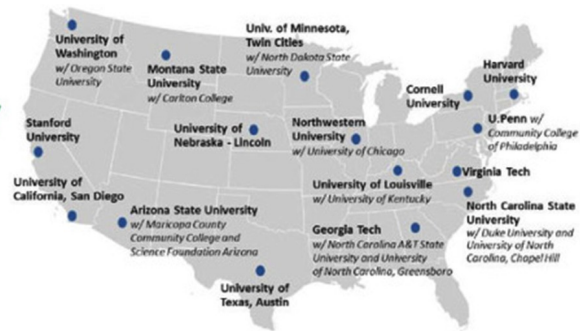 University of
Washington
w/ Oregon State
University
Montana State
University
w/ Carlton College
Univ. of Minnesota,
Twin Cities
w/ North Dakota State
University
Harvard
University
Cornell
University
Stanford
University
University of
Nebraska - Lincoln
Northwestern
University
w/ University of Chicago
U.Penn w/
Community College
of Philadelphia
Virginia Tech
University of
California, San Diego
Arizona State University
w/ Maricopa County
Community College and
Science Foundation Arizona
University of Louisville
w/ University of Kentucky
Georgia Tech
w/ North Carolina A&T State
University and University
of North Carolina, Greensboro
North Carolina State
University
w/ Duke University and
University of North
Carolina, Chapel Hill
University of
Texas, Austin